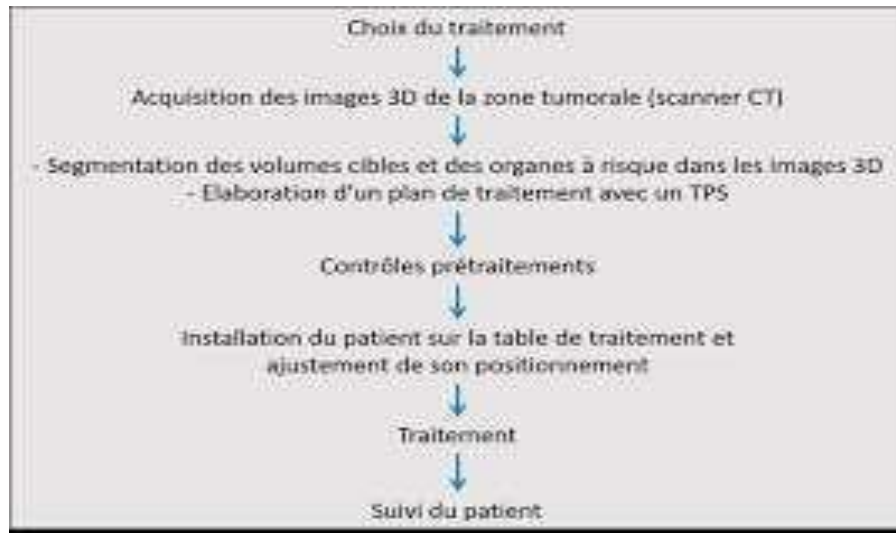 Choix du traitement
Acquisition des images 3D de la zone tumorale (scanner CT)
- Segmentation des volumes cibles et des organes à risque dans les images 3D
- Elaboration d'un plan de traitement avec un TPS
Contrôles prétraitements
Installation du patient sur la table de traitement et
ajustement de son positionnement
Traitement
Suivi du patient